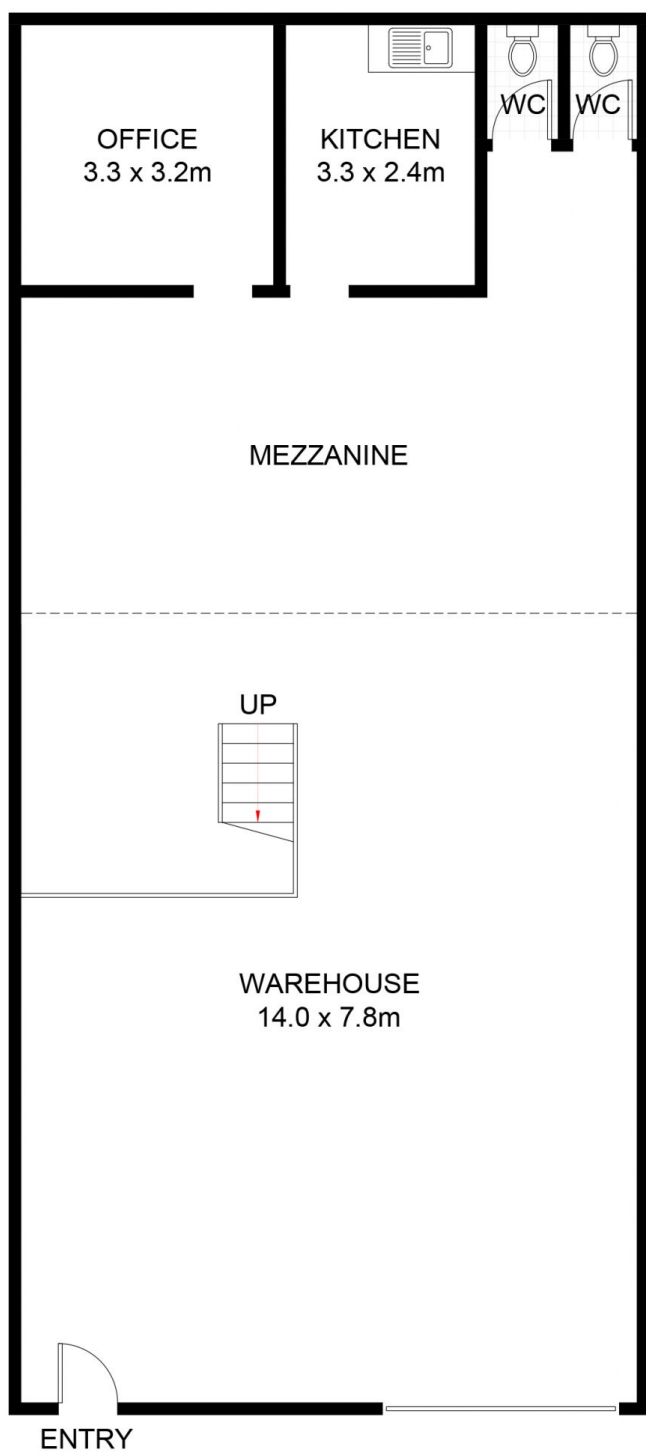 OFFICE
3.3 x 3.2m
KITCHEN
3.3 x 2.4m
WC
WC
MEZZANINE
UP
WAREHOUSE
14.0 x 7.8m
ENTRY